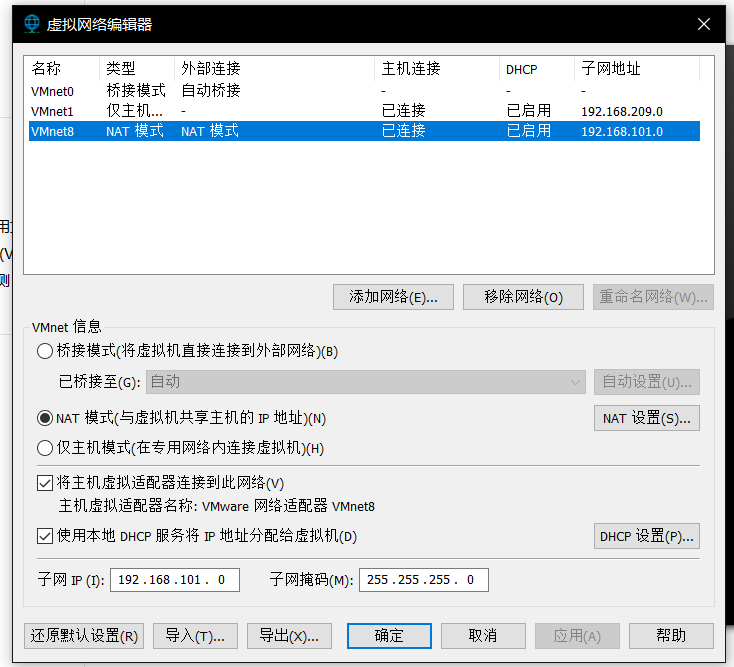 虚拟网络编辑器
名称 类型 外部连接 主机连接 DHCP 子网地址
VMnet0 桥接模式 自动桥接 - - -
VMnet1 仅主机... - 已连接 已启用 192.168.209.0
VMnet8 NAT 模式 NAT 模式 已连接 已启用 192.168.101.0
添加网络(E)... 移除网络(O) 重命名网络(W)...
VMnet 信息
桥接模式(将虚拟机直接连接到外部网络)(B)
已桥接至(G): 自动 自动设置(U)...
NAT 模式(与虚拟机共享主机的 IP 地址)(N) NAT 设置(S)...
仅主机模式(在专用网络内连接虚拟机)(H)
将主机虚拟适配器连接到此网络(V)
主机虚拟适配器名称: VMware 网络适配器 VMnet8
使用本地 DHCP 服务将 IP 地址分配给虚拟机(D) DHCP 设置(P)...
子网 IP (I): 192.168.101. 0 子网掩码(M): 255.255.255. 0
还原默认设置(R) 导入(T)... 导出(X)... 确定 取消 应用(A) 帮助